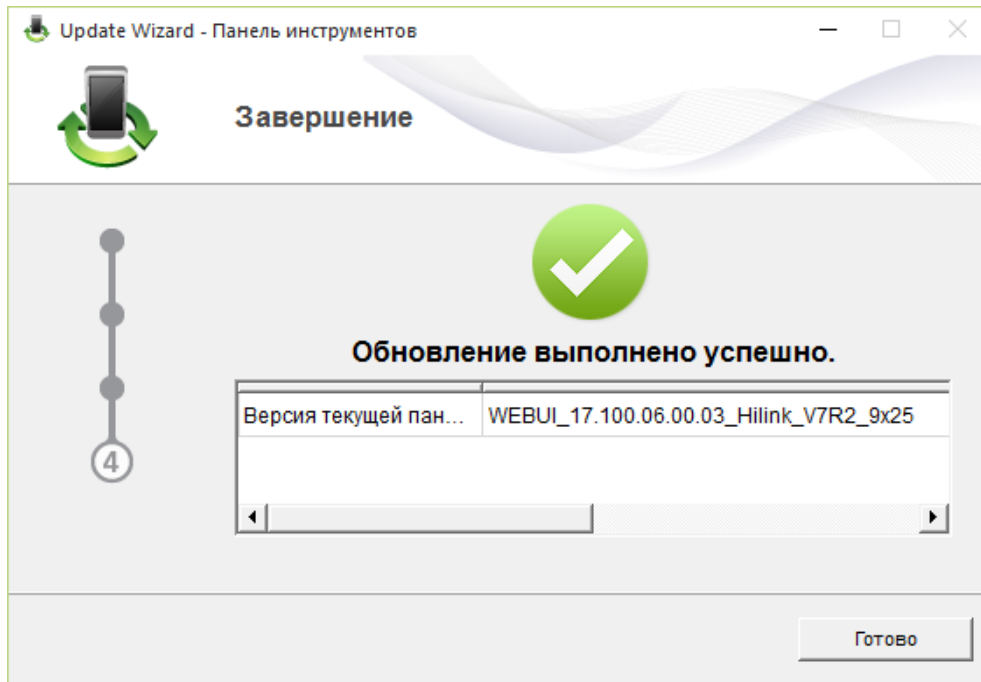 Update Wizard - Панель инструментов
Завершение
Обновление выполнено успешно.
Версия текущей пан... WEBUI_17.100.06.00.03_Hilink_V7R2_9x25
4
Готово